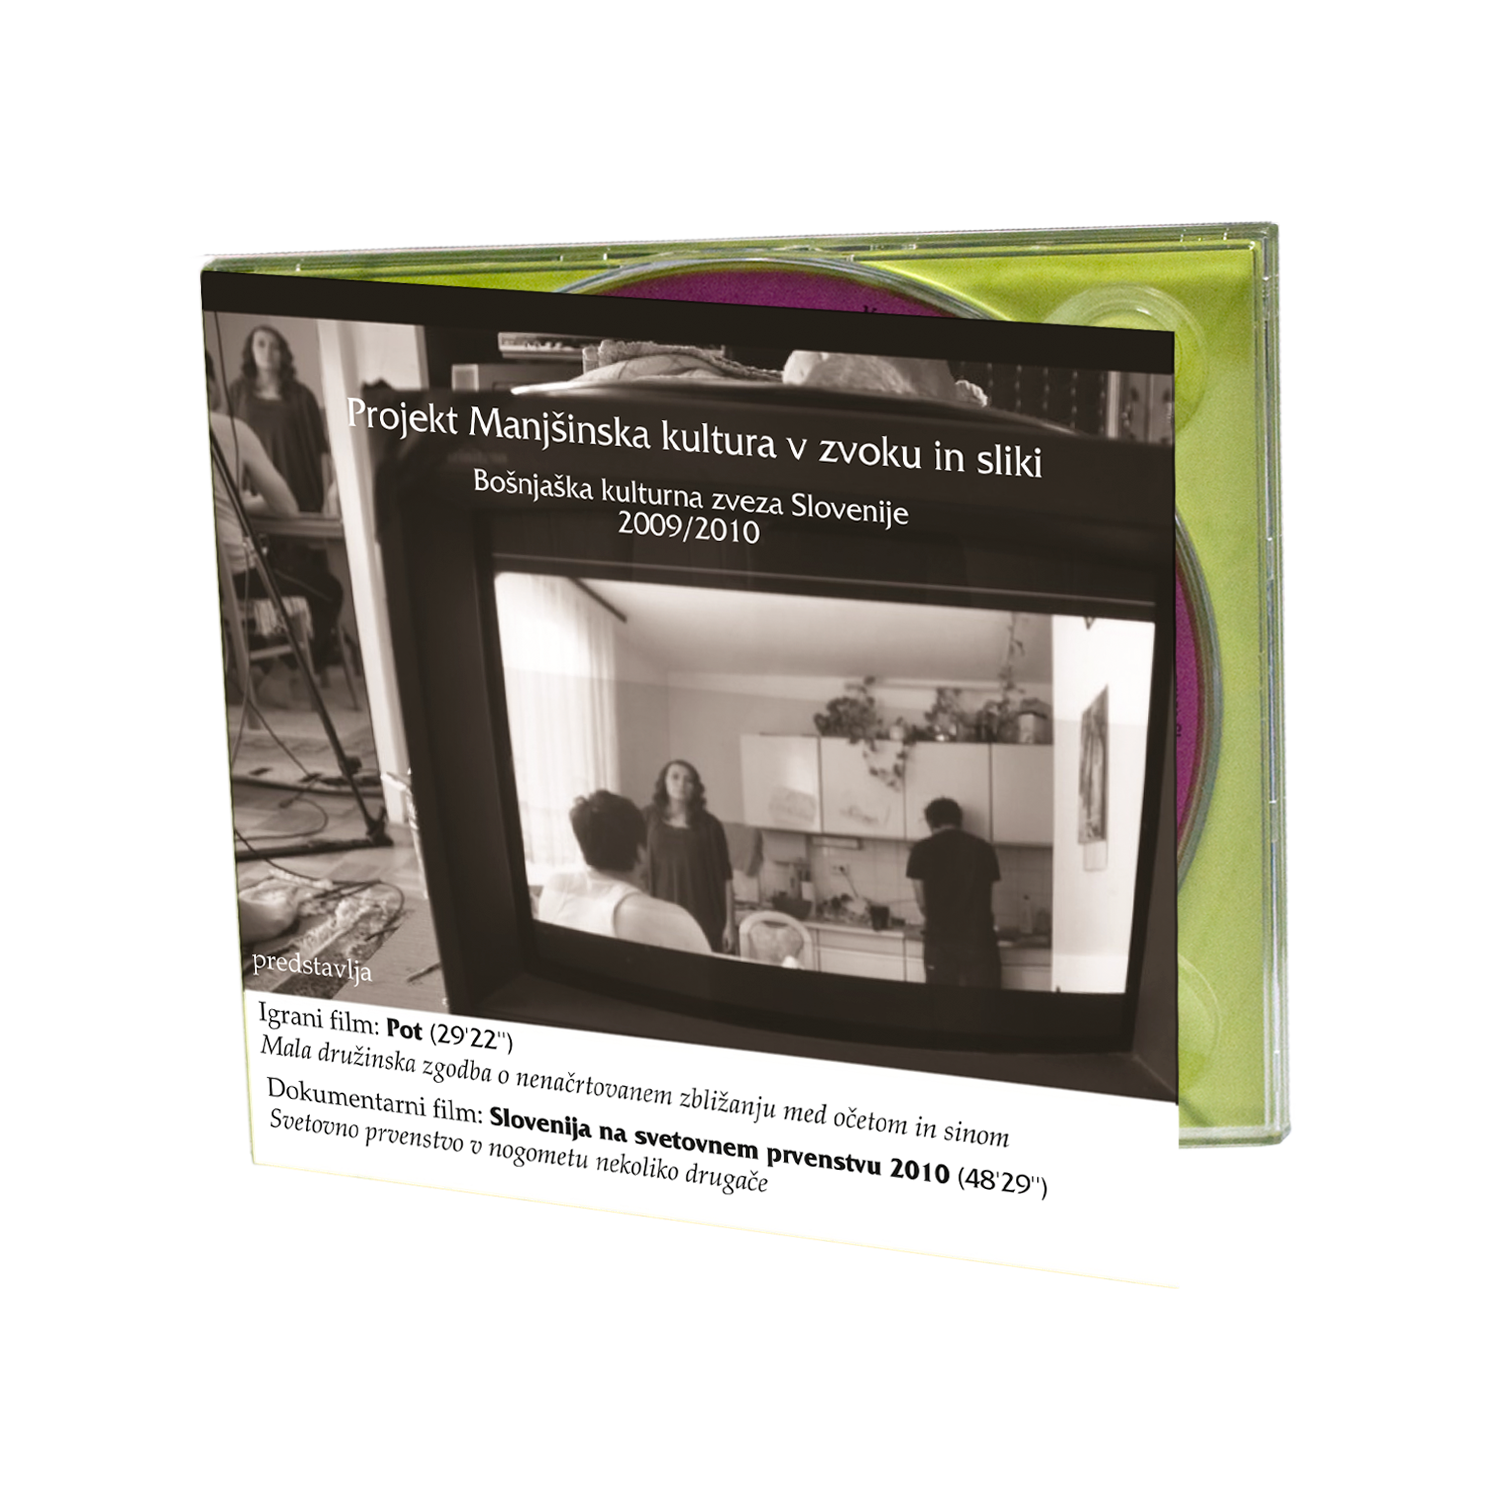 Projekt Manjšinska kultura v zvoku in sliki
Bošnjaška kulturna zveza Slovenije
2009/2010
predstavlja
Igrani film: Pot (29'22")
Mala družinska zgodba o nenačrtovanem zbližanju med očetom in sinom
Dokumentarni film: Slovenija na svetovnem prvenstvu 2010 (48'29")
Svetovno prvenstvo v nogometu nekoliko drugače